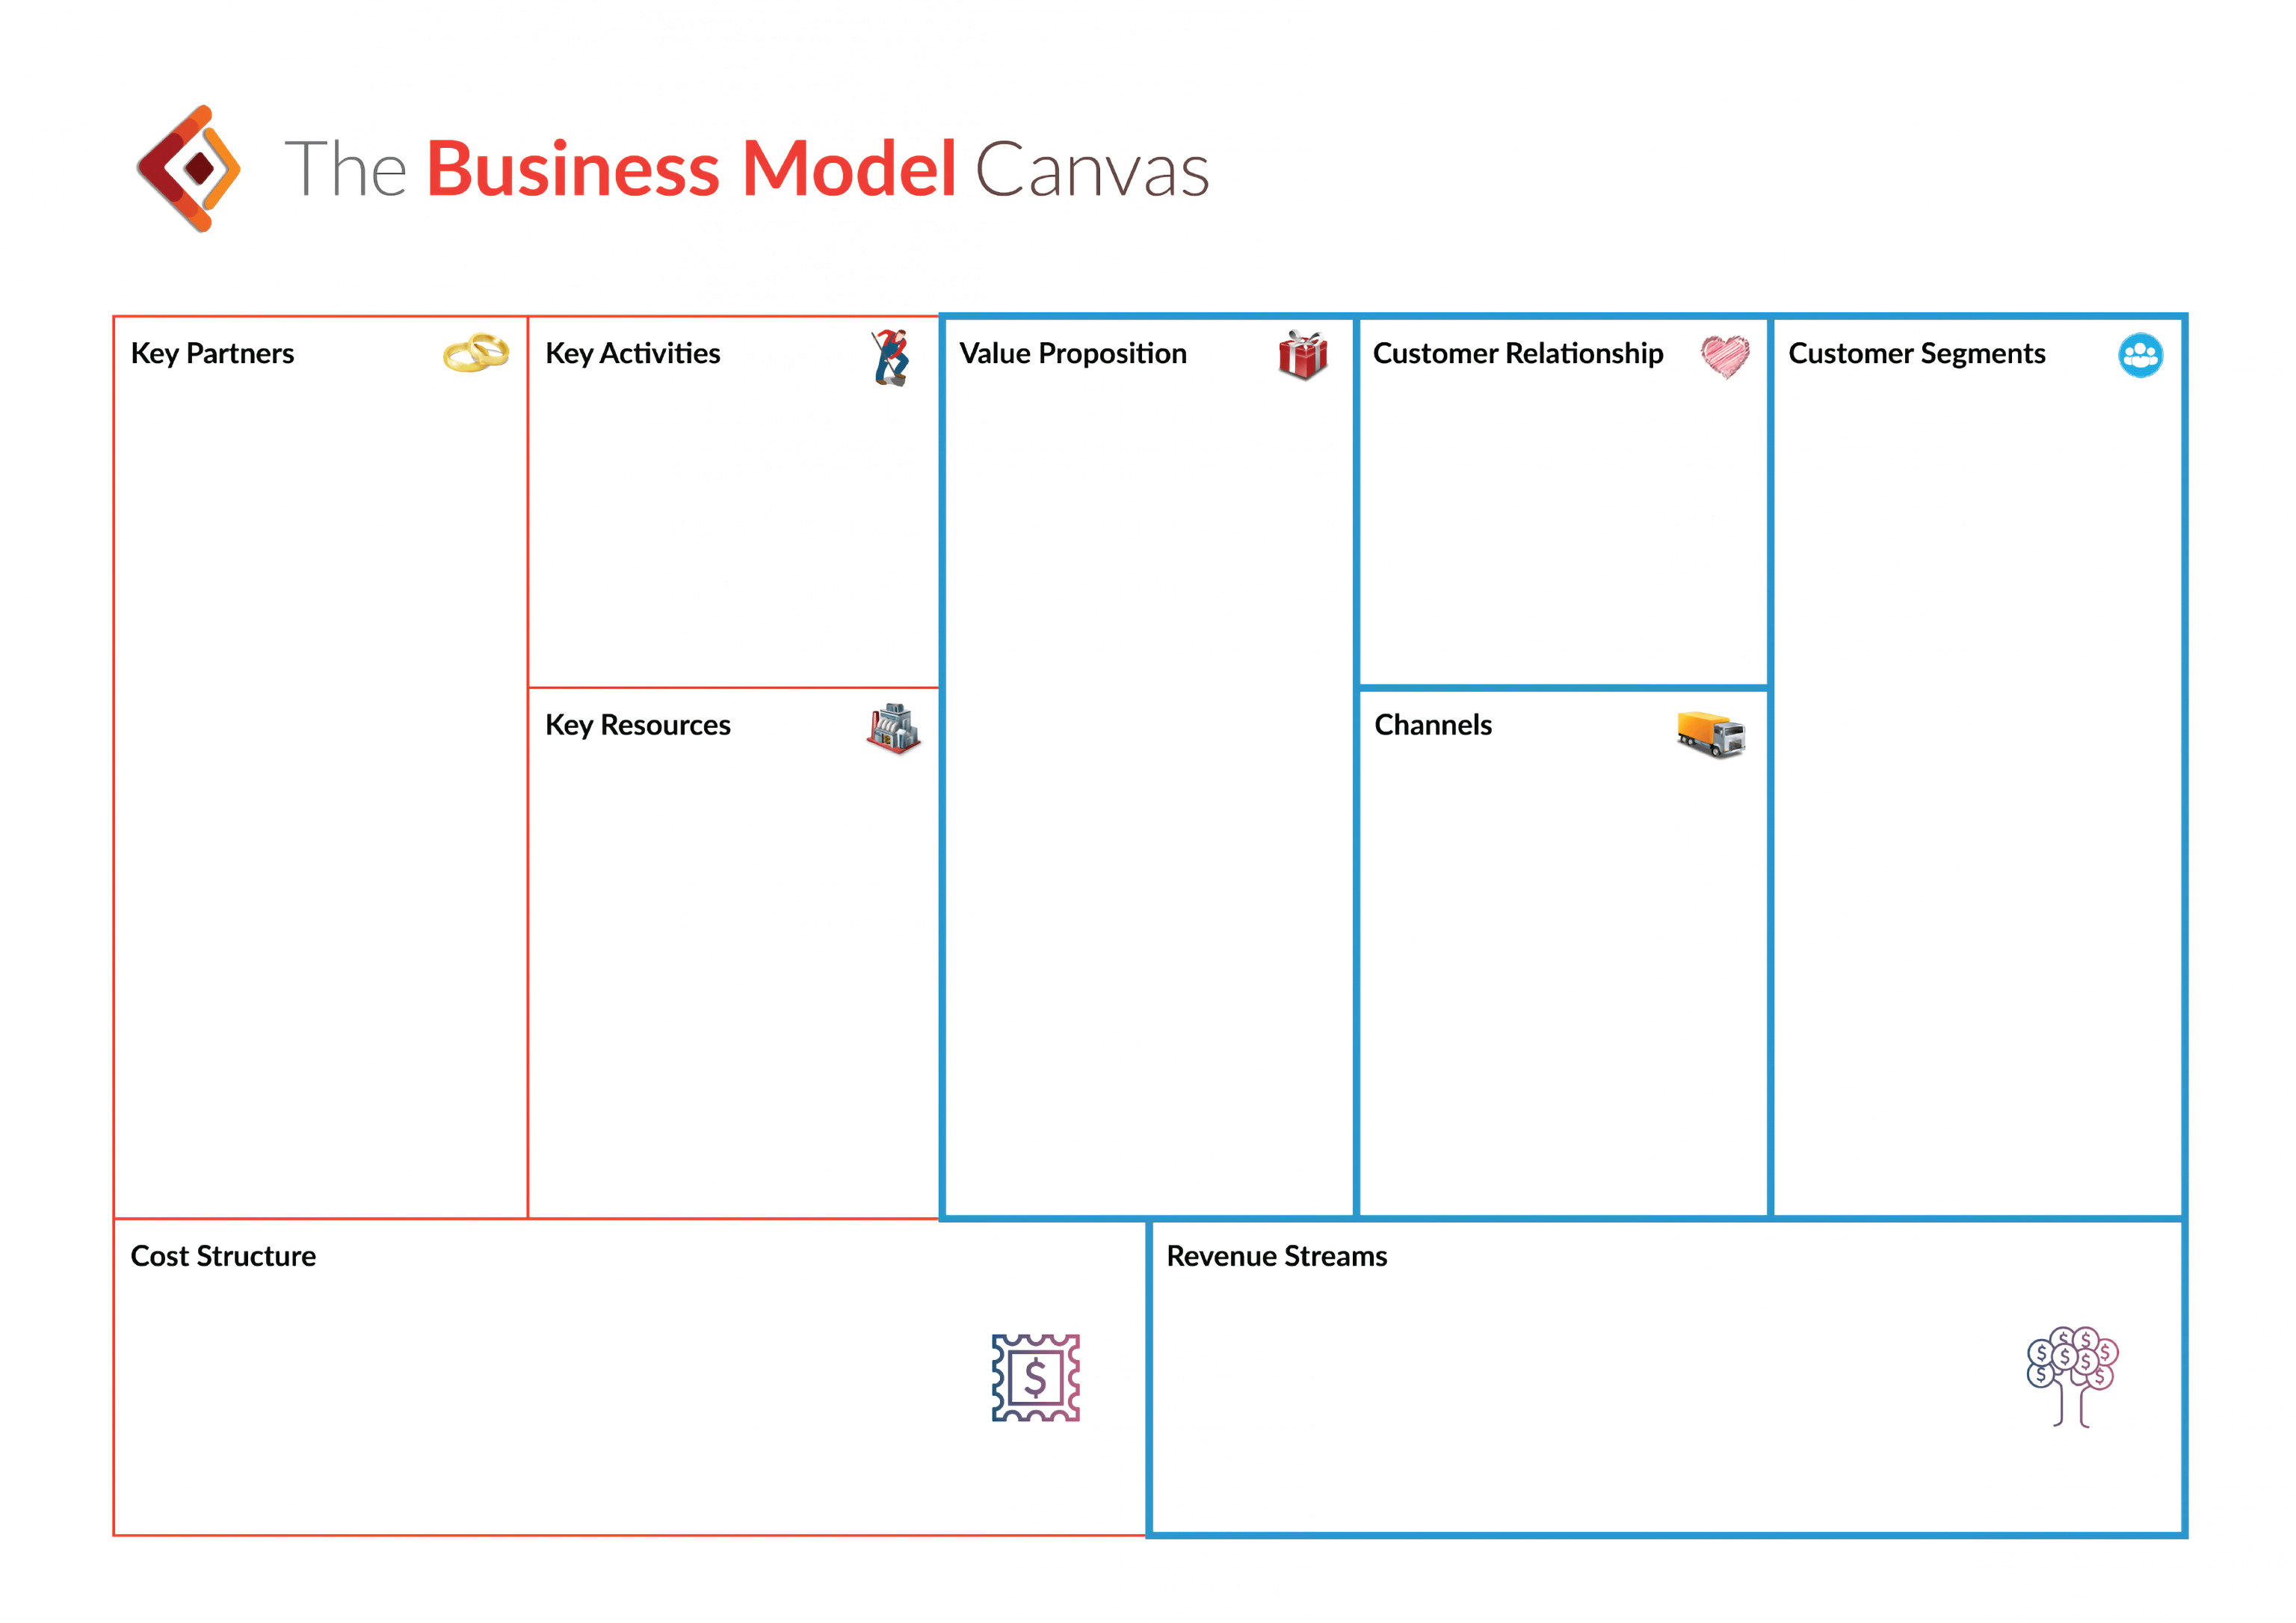 The Business Model Canvas
Key Partners
Key Activities
Value Proposition
Customer Relationship
Customer Segments
Key Resources
Channels
Cost Structure
$
Revenue Streams
$ $
$ $ $ $ $
$ $